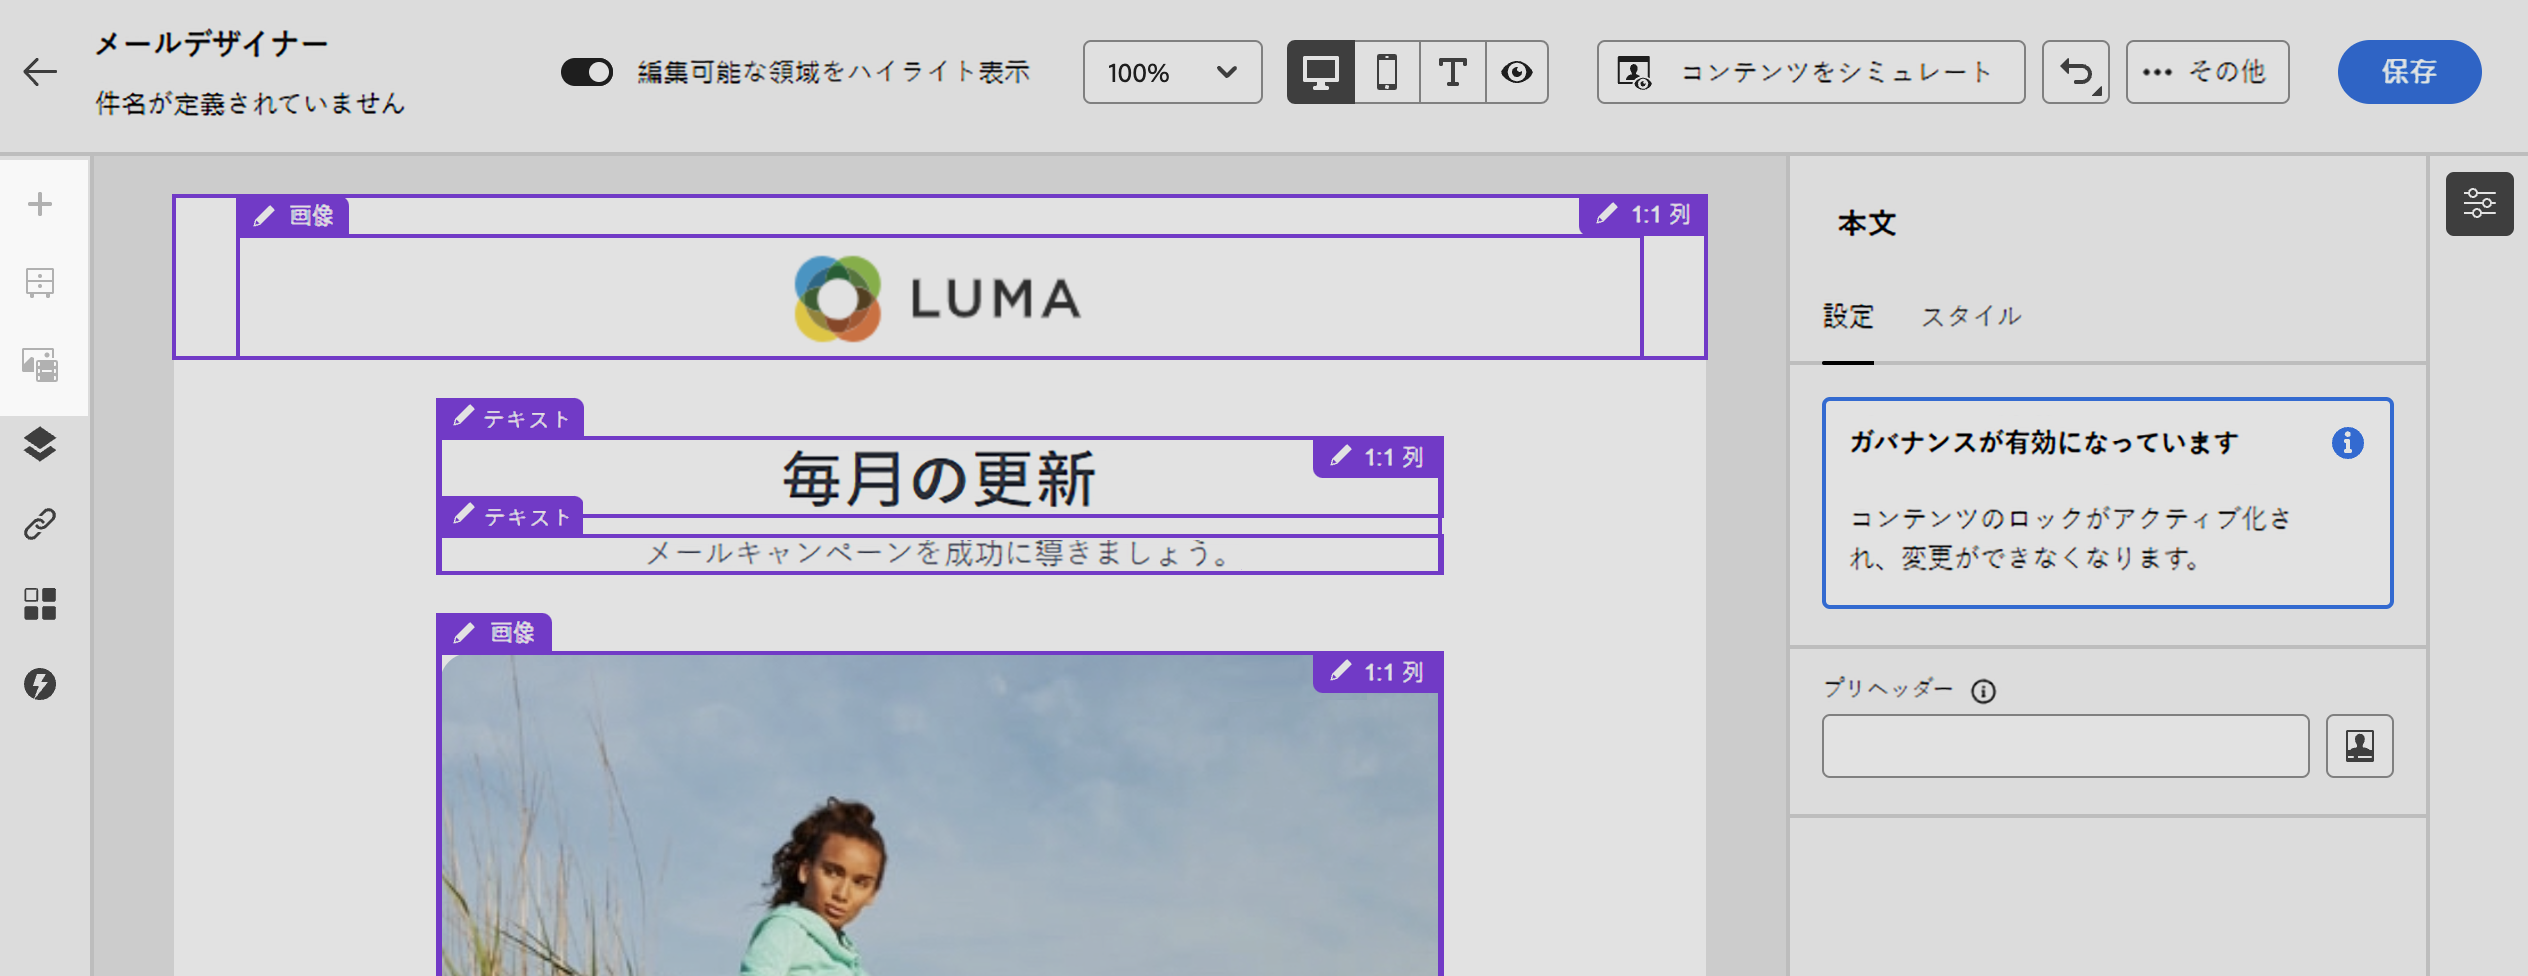 メールデザイナー
件名が定義されていません
編集可能な領域をハイライト表示
100%
コンテンツをシミュレート
その他
保存
画像
1:1 列
LUMA
テキスト
1:1 列
毎月の更新
テキスト
メールキャンペーンを成功に導きましょう。
画像
1:1 列
本文
設定
スタイル
ガバナンスが有効になっています
コンテンツのロックがアクティブ化さ
れ、変更ができなくなります。
プリヘッダー